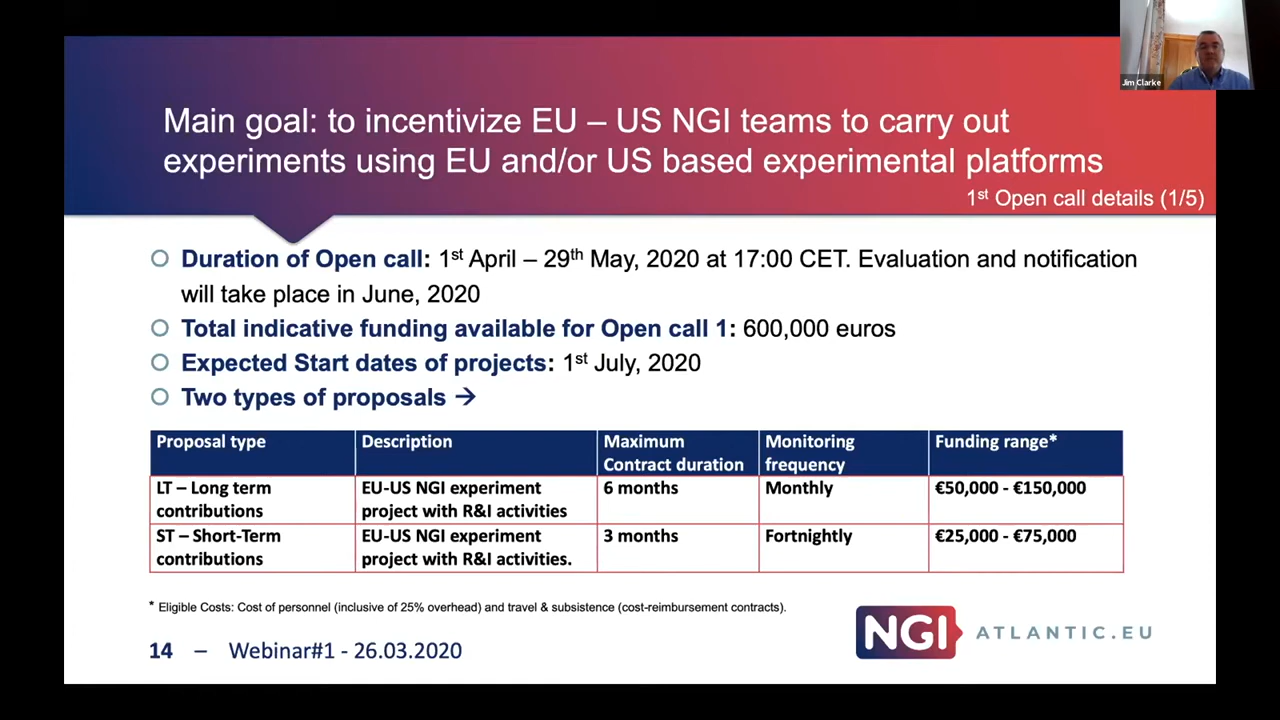 Jim Clarke
Main goal: to incentivize EU – US NGI teams to carry out
experiments using EU and/or US based experimental platforms
1st Open call details (1/5)
Duration of Open call: 1st April – 29th May, 2020 at 17:00 CET. Evaluation and notification
will take place in June, 2020
Total indicative funding available for Open call 1: 600,000 euros
Expected Start dates of projects: 1st July, 2020
Two types of proposals →
Proposal type Description Maximum Contract duration Monitoring frequency Funding range*
LT – Long term contributions EU-US NGI experiment project with R&I activities 6 months Monthly €50,000 - €150,000
ST – Short-Term contributions EU-US NGI experiment project with R&I activities. 3 months Fortnightly €25,000 - €75,000
* Eligible Costs: Cost of personnel (inclusive of 25% overhead) and travel & subsistence (cost-reimbursement contracts).
14 – Webinar#1 - 26.03.2020
NGI ATLANTIC.EU